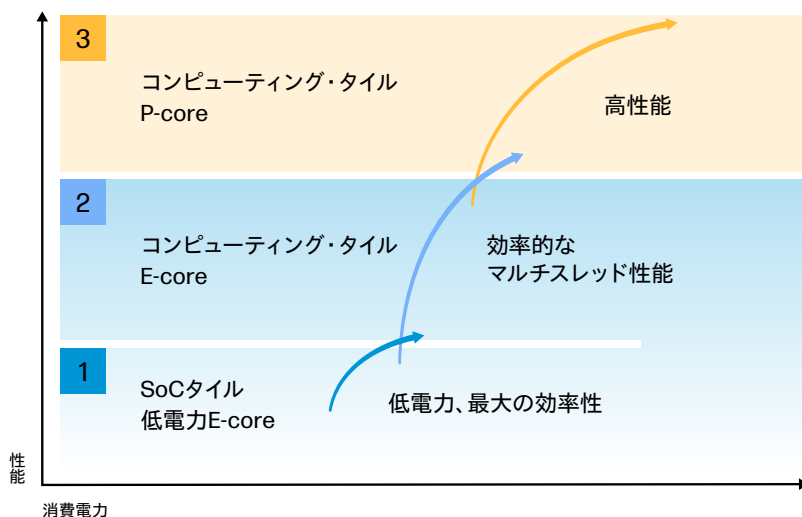 3
コンピューティング・タイル
P-core
高性能
2
コンピューティング・タイル
E-core
効率的な
マルチスレッド性能
1
SoCタイル
低電力E-core
低電力、最大の効率性
性能
消費電力